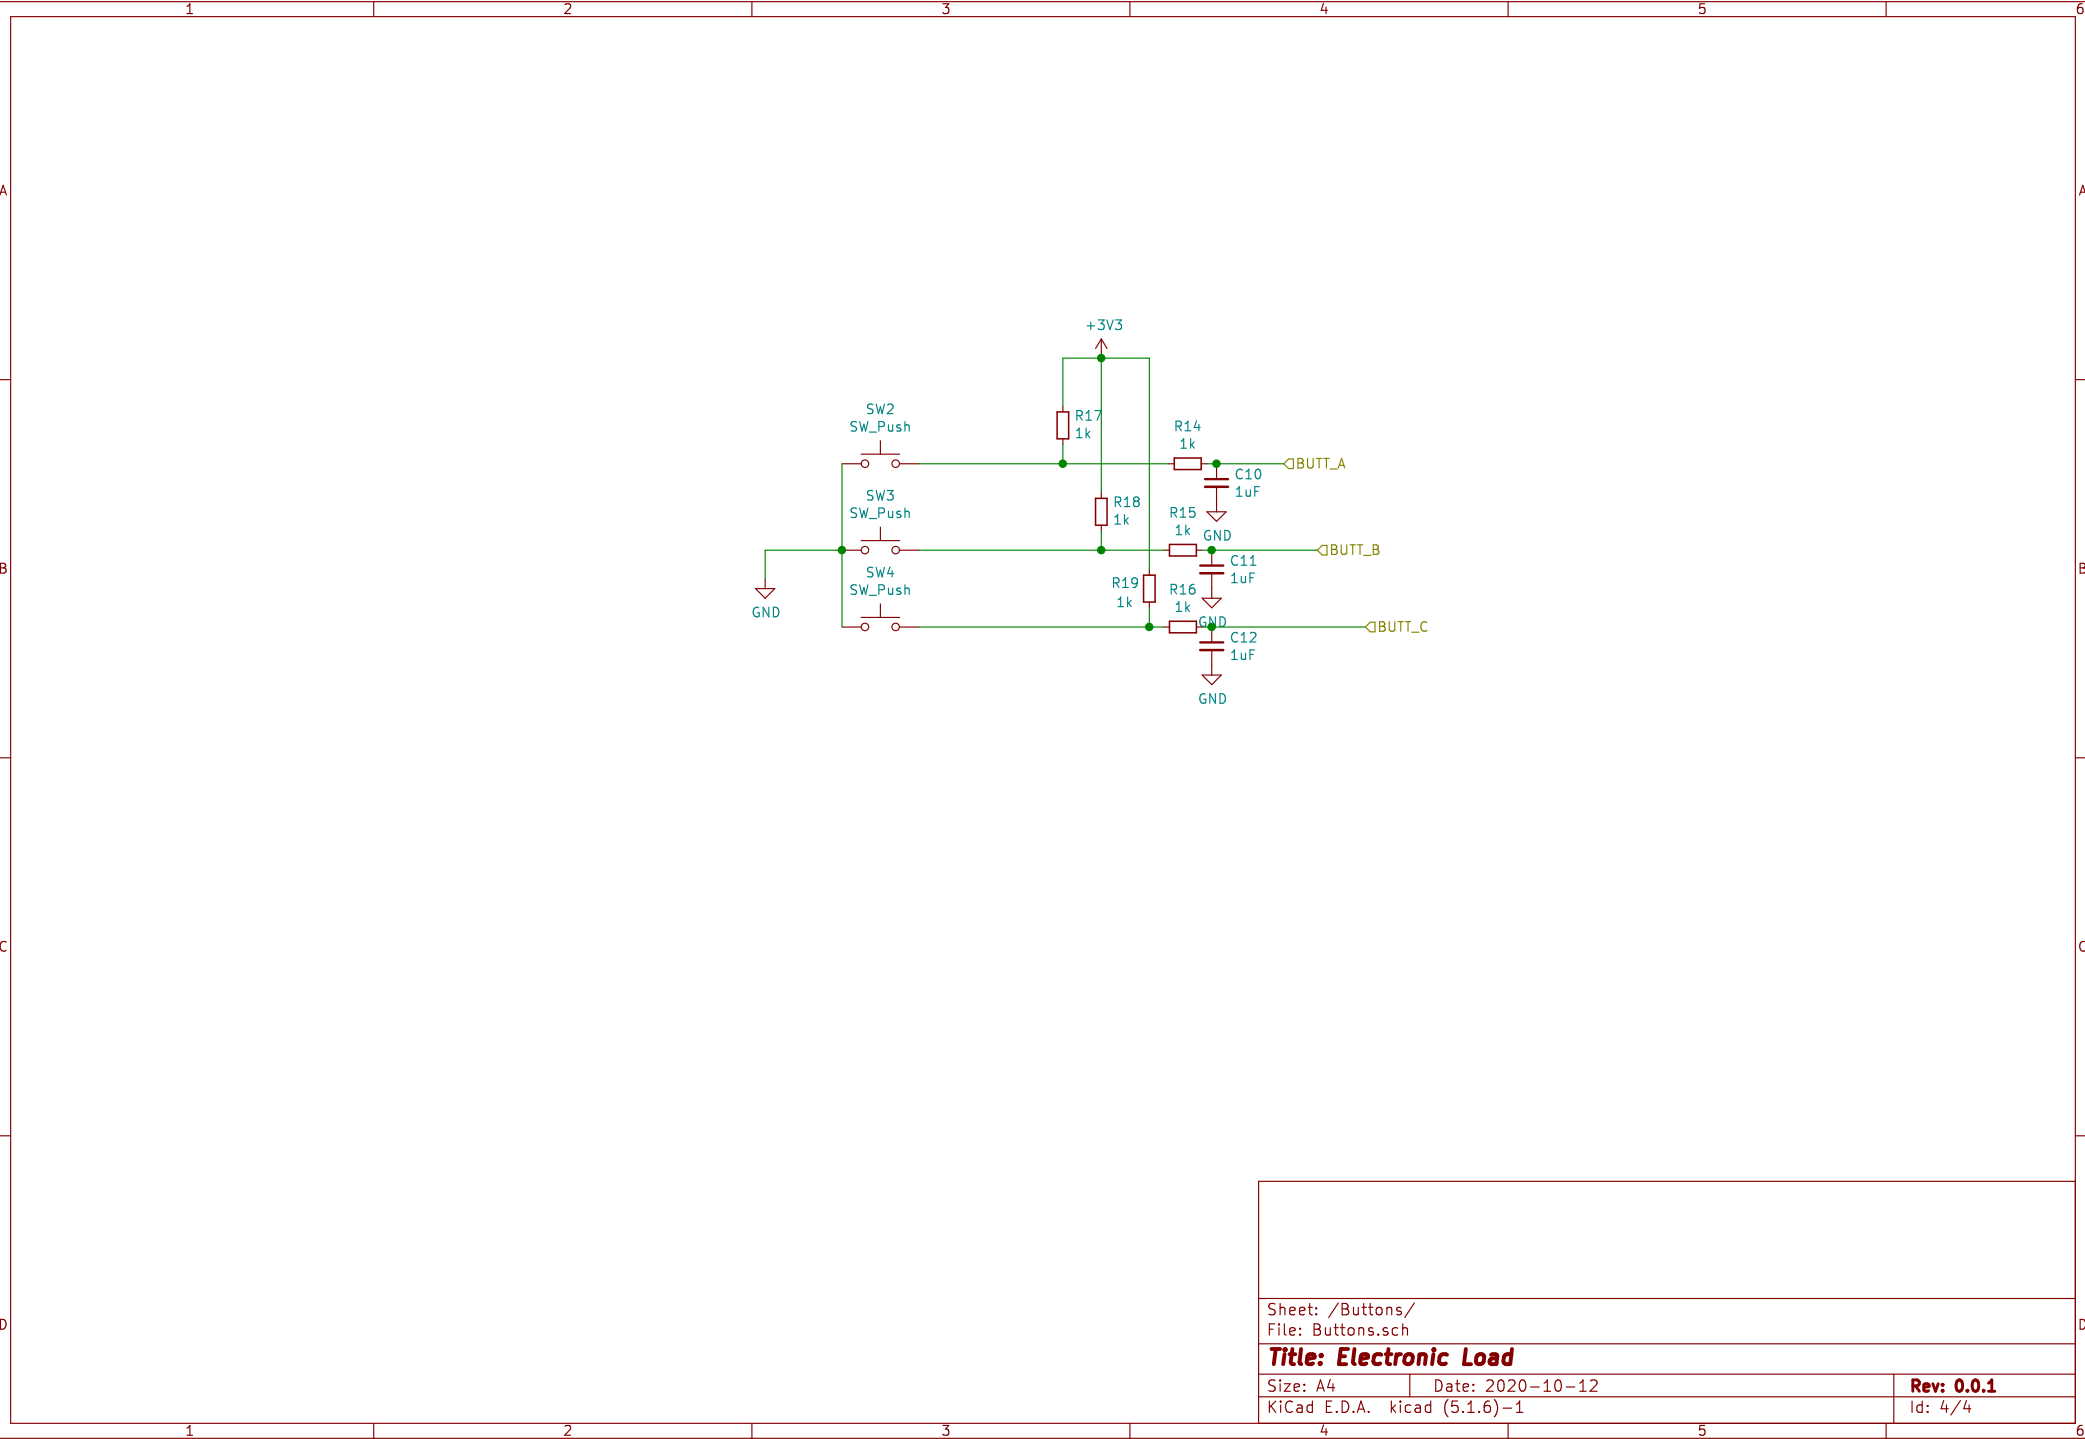 1 2 3 4 5 6
A A
+3V3
B B
SW2
SW_Push
R17
1k
R14
1k
BUTT_A
C10
1uF
GND
SW3
SW_Push
R18
1k
R15
1k
BUTT_B
C11
1uF
GND
GND
SW4
SW_Push
R19
1k
R16
1k
BUTT_C
C12
1uF
GND
C C
D D
Sheet: /Buttons/
File: Buttons.sch
Title: Electronic Load
Size: A4 Date: 2020-10-12 Rev: 0.0.1
KiCad E.D.A. kicad (5.1.6)-1 Id: 4/4
1 2 3 4 5 6